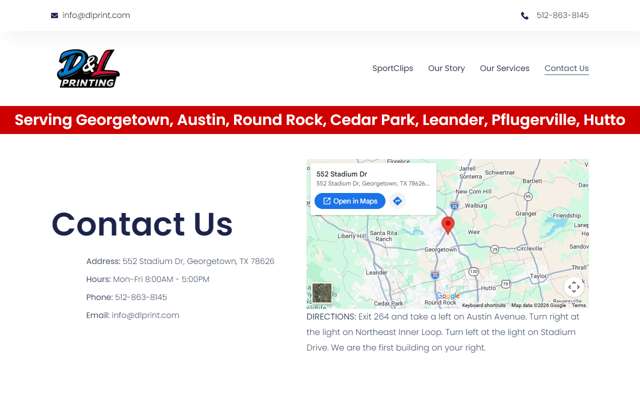 info@dlprint.com
512-863-8145
D&L
PRINTING
SportClips
Our Story
Our Services
Contact Us
Serving Georgetown, Austin, Round Rock, Cedar Park, Leander, Pflugerville, Hutto
Contact Us
Address: 552 Stadium Dr, Georgetown, TX 78626
Hours: Mon-Fri 8:00AM - 5:00PM
Phone: 512-863-8145
Email: info@dlprint.com
552 Stadium Dr
552 Stadium Dr, Georgetown, TX 78626...
Open in Maps
Florence
Jarrell
Schwertner
Corn Hill
Bartlett
Walburg
Granger
Santa Rita
Ranch
Liberty Hill
Georgetown
Weir
Circleville
Leander
Taylor
Hutto
Thrall
Cedar Park
Round Rock
Google
Keyboard shortcuts
Map data ©2026 Google
Terms
DIRECTIONS: Exit 264 and take a left on Austin Avenue. Turn right at
the light on Northeast Inner Loop. Turn left at the light on Stadium
Drive. We are the first building on your right.